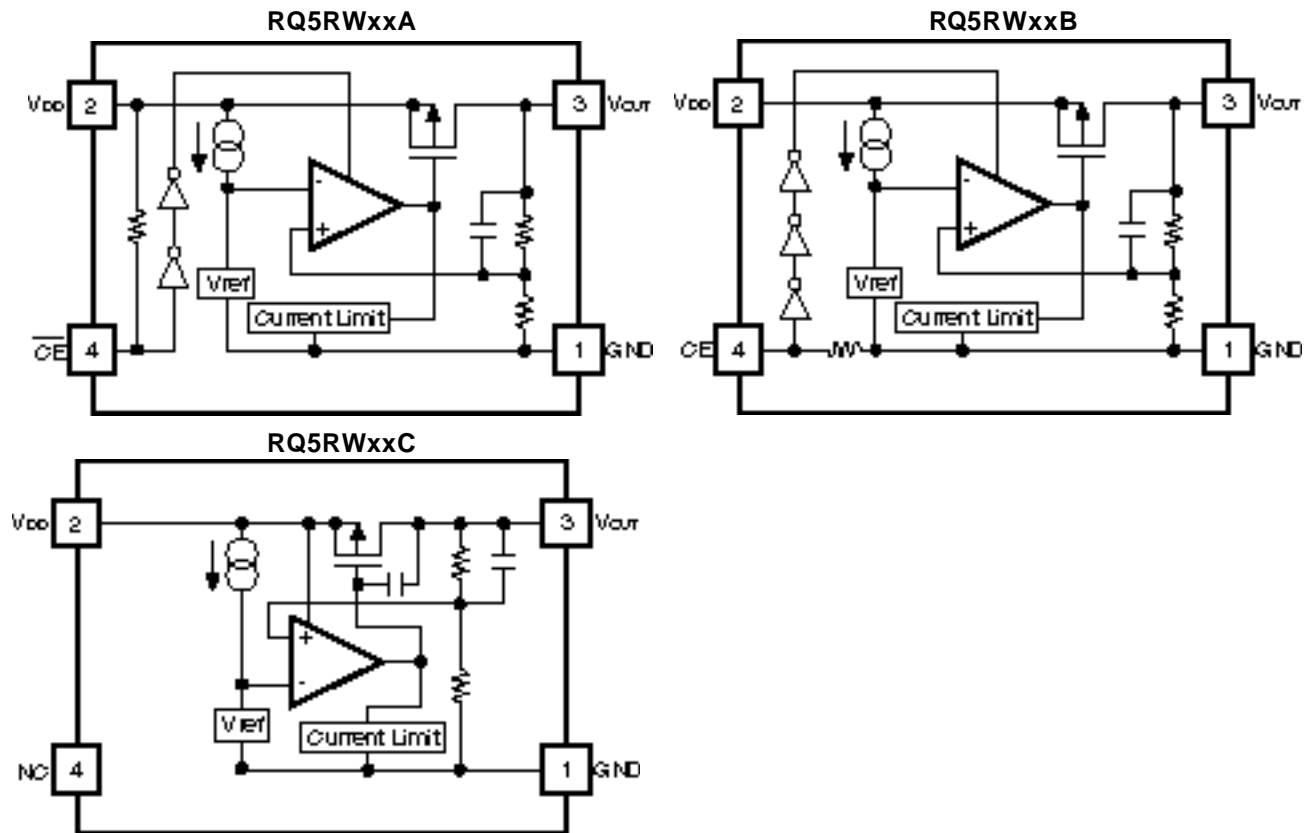 RQ5RWxxA
VDD 2
3 VOUT
-
+
Vref
Current Limit
CE 4
1 GND
RQ5RWxxB
VDD 2
3 VOUT
-
+
Vref
Current Limit
CE 4
1 GND
RQ5RWxxC
VDD 2
3 VOUT
+
-
Vref
Current Limit
NC 4
1 GND